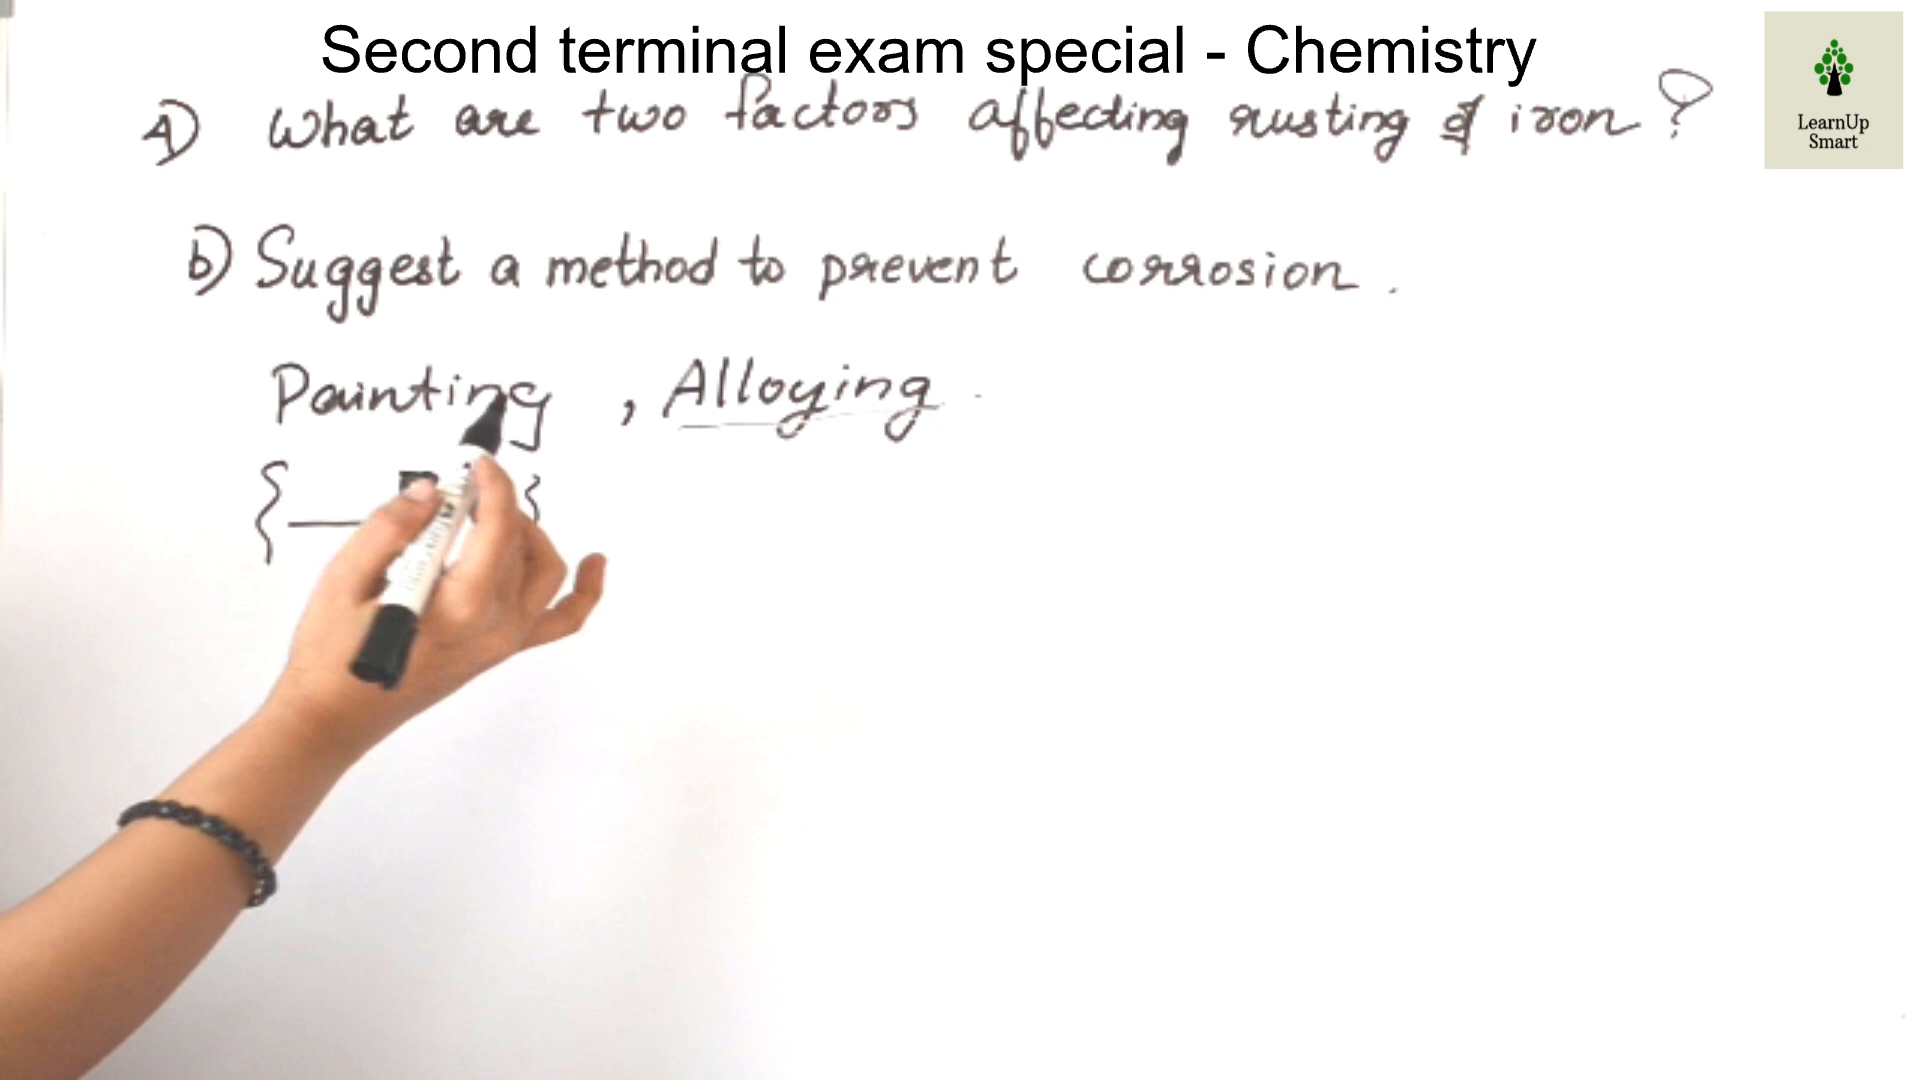 Second terminal exam special - Chemistry
A) What are two factors affecting rusting of iron?
LearnUp
Smart
b) Suggest a method to prevent corrosion.
Painting, Alloying.